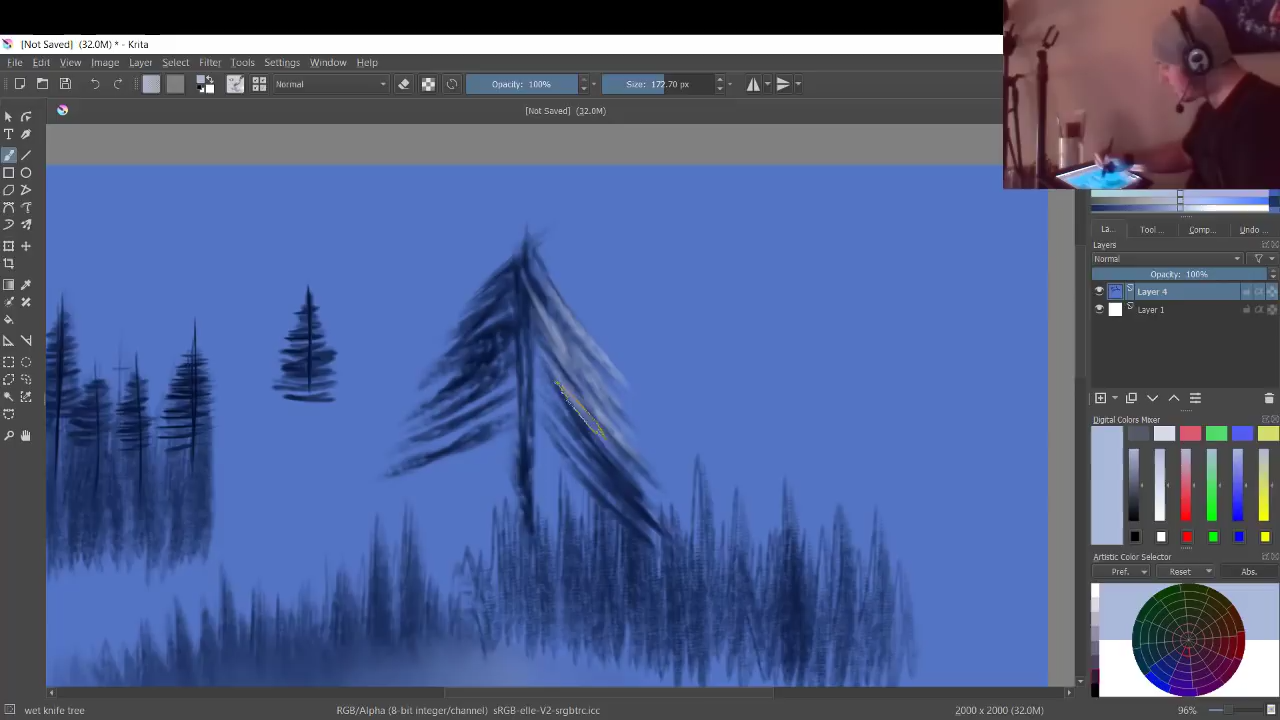 [Not Saved] (32.0M) * - Krita
File Edit View Image Layer Select Filter Tools Settings Window Help
Normal Opacity: 100% Size: 172.70 px
[Not Saved] (32.0M)
La... Tool ... Comp... Undo ...
Layers
Normal
Opacity: 100%
Layer 4
Layer 1
Digital Colors Mixer
Artistic Color Selector
Pref. Reset Abs.
wet knife tree RGB/Alpha (8-bit integer/channel) sRGB-elle-V2-srgbtrc.icc 2000 x 2000 (32.0M) 96%